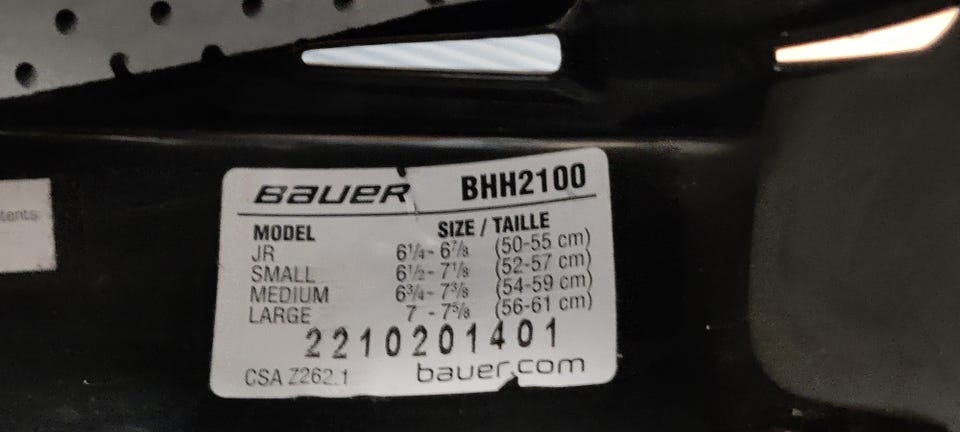 BAUER BHH2100
MODEL SIZE / TAILLE
JR 6¼- 6⅞ (50-55 cm)
SMALL 6½- 7⅛ (52-57 cm)
MEDIUM 6¾- 7⅜ (54-59 cm)
LARGE 7 - 7⅝ (56-61 cm)
2210201401
CSA Z262.1 bauer.com
tents